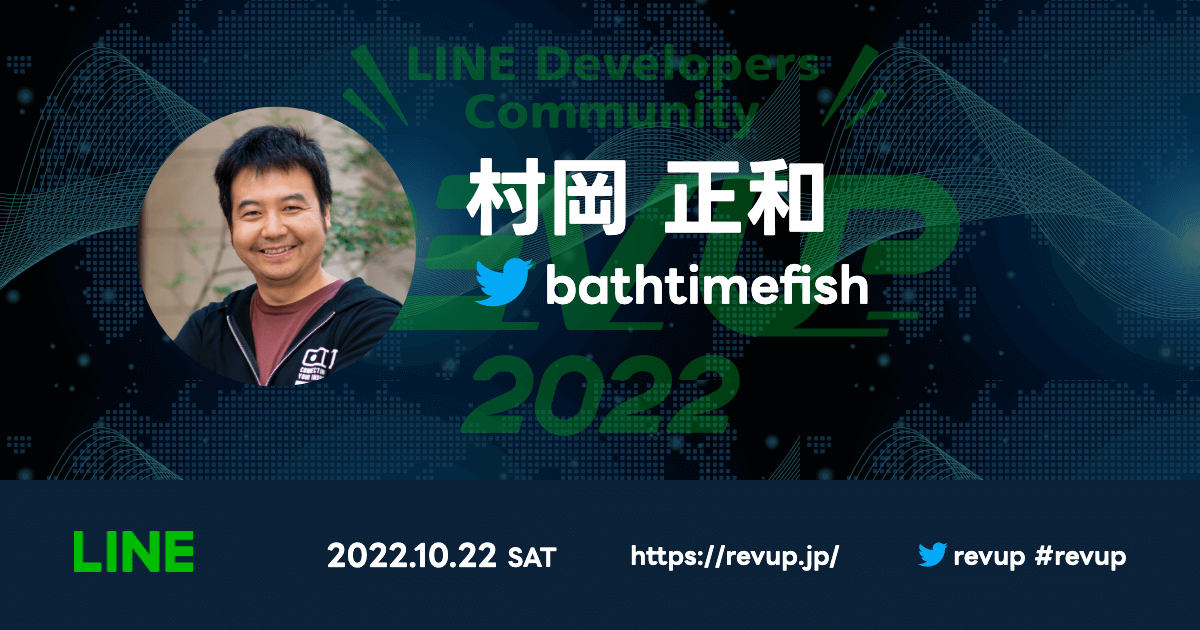 LINE Developers
Community
REVUP
2022
村岡 正和
bathtimefish
LINE
2022.10.22 SAT
https://revup.jp/
revup #revup